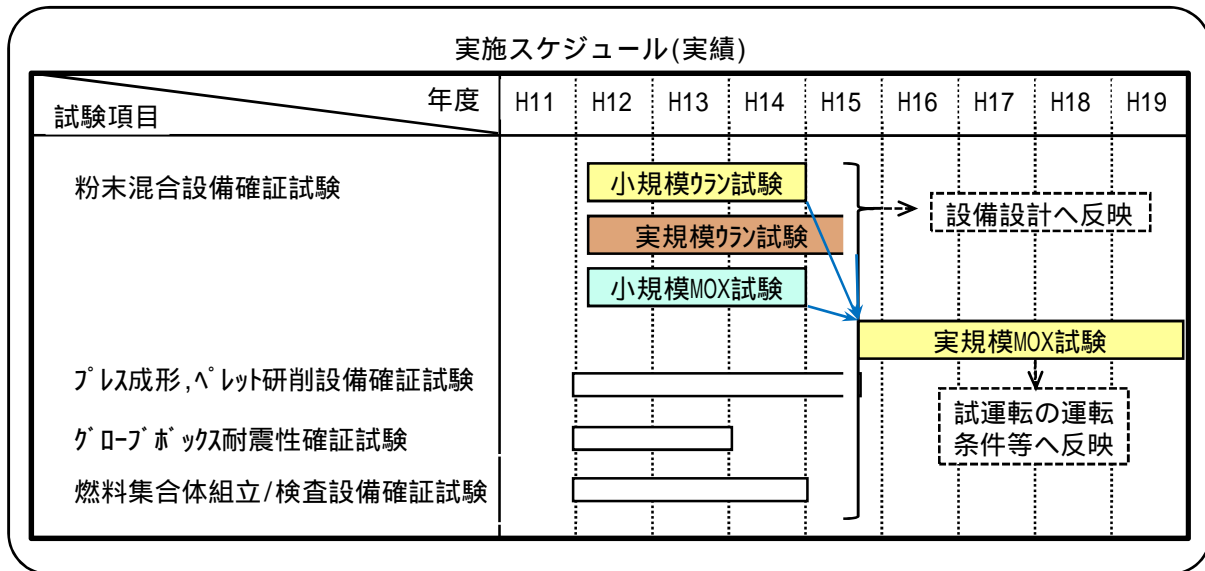 実施スケジュール(実績)
年度
試験項目
H11 H12 H13 H14 H15 H16 H17 H18 H19
粉末混合設備確証試験
小規模ウラン試験
設備設計へ反映
実規模ウラン試験
小規模MOX試験
実規模MOX試験
プレス成形,ペレット研削設備確証試験
試運転の運転
条件等へ反映
グローブボックス耐震性確証試験
燃料集合体組立/検査設備確証試験